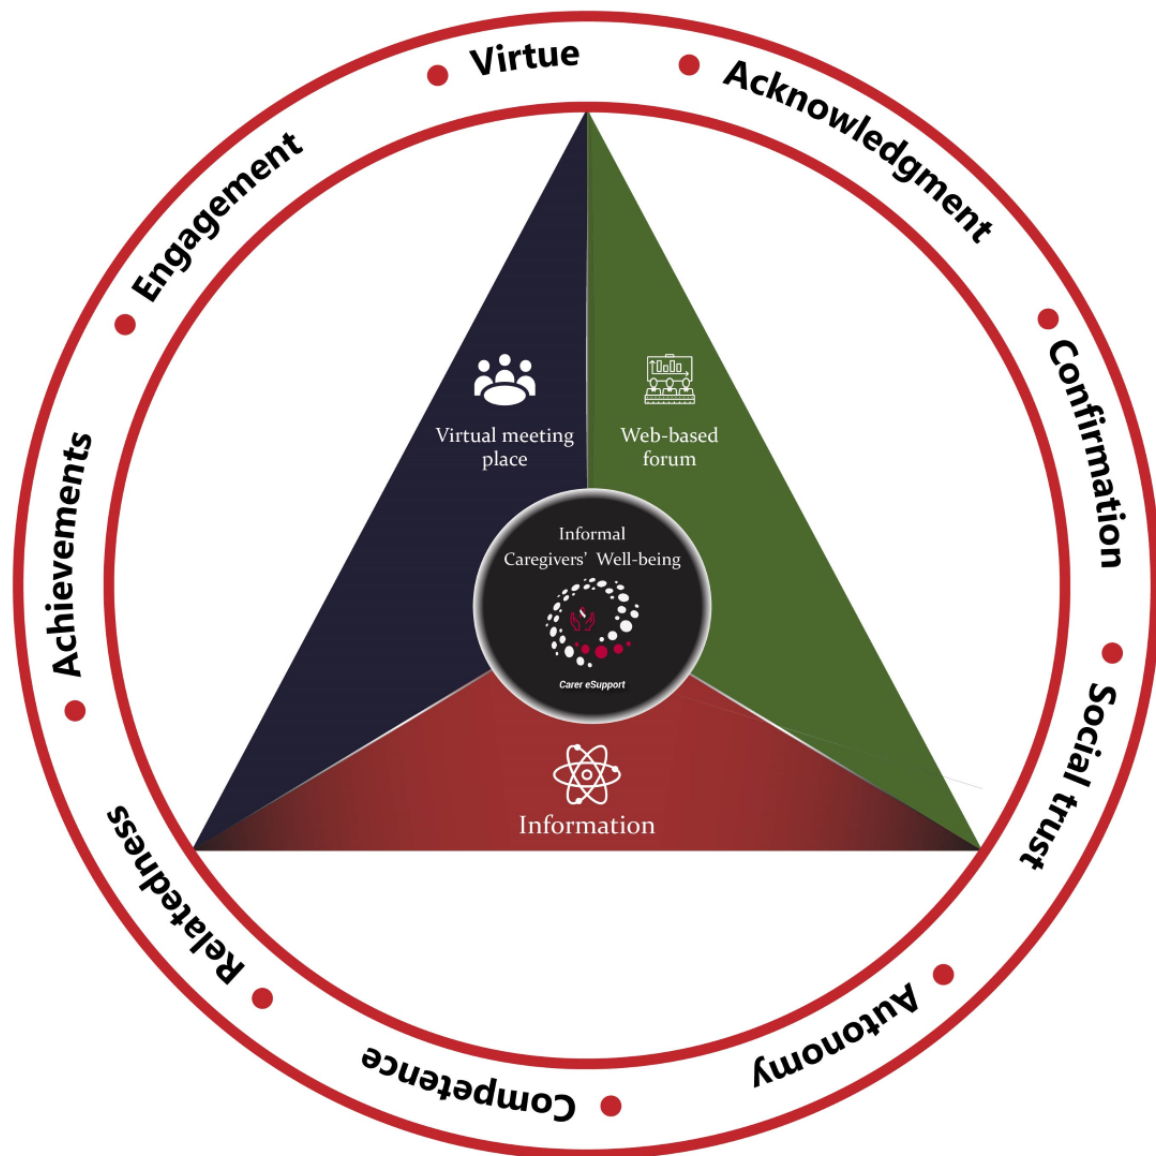 Virtue
Acknowledgment
Confirmation
Social trust
Autonomy
Competence
Relatedness
Achievements
Engagement
Virtual meeting
place
Web-based
forum
Informal
Caregivers' Well-being
Carer eSupport
Information